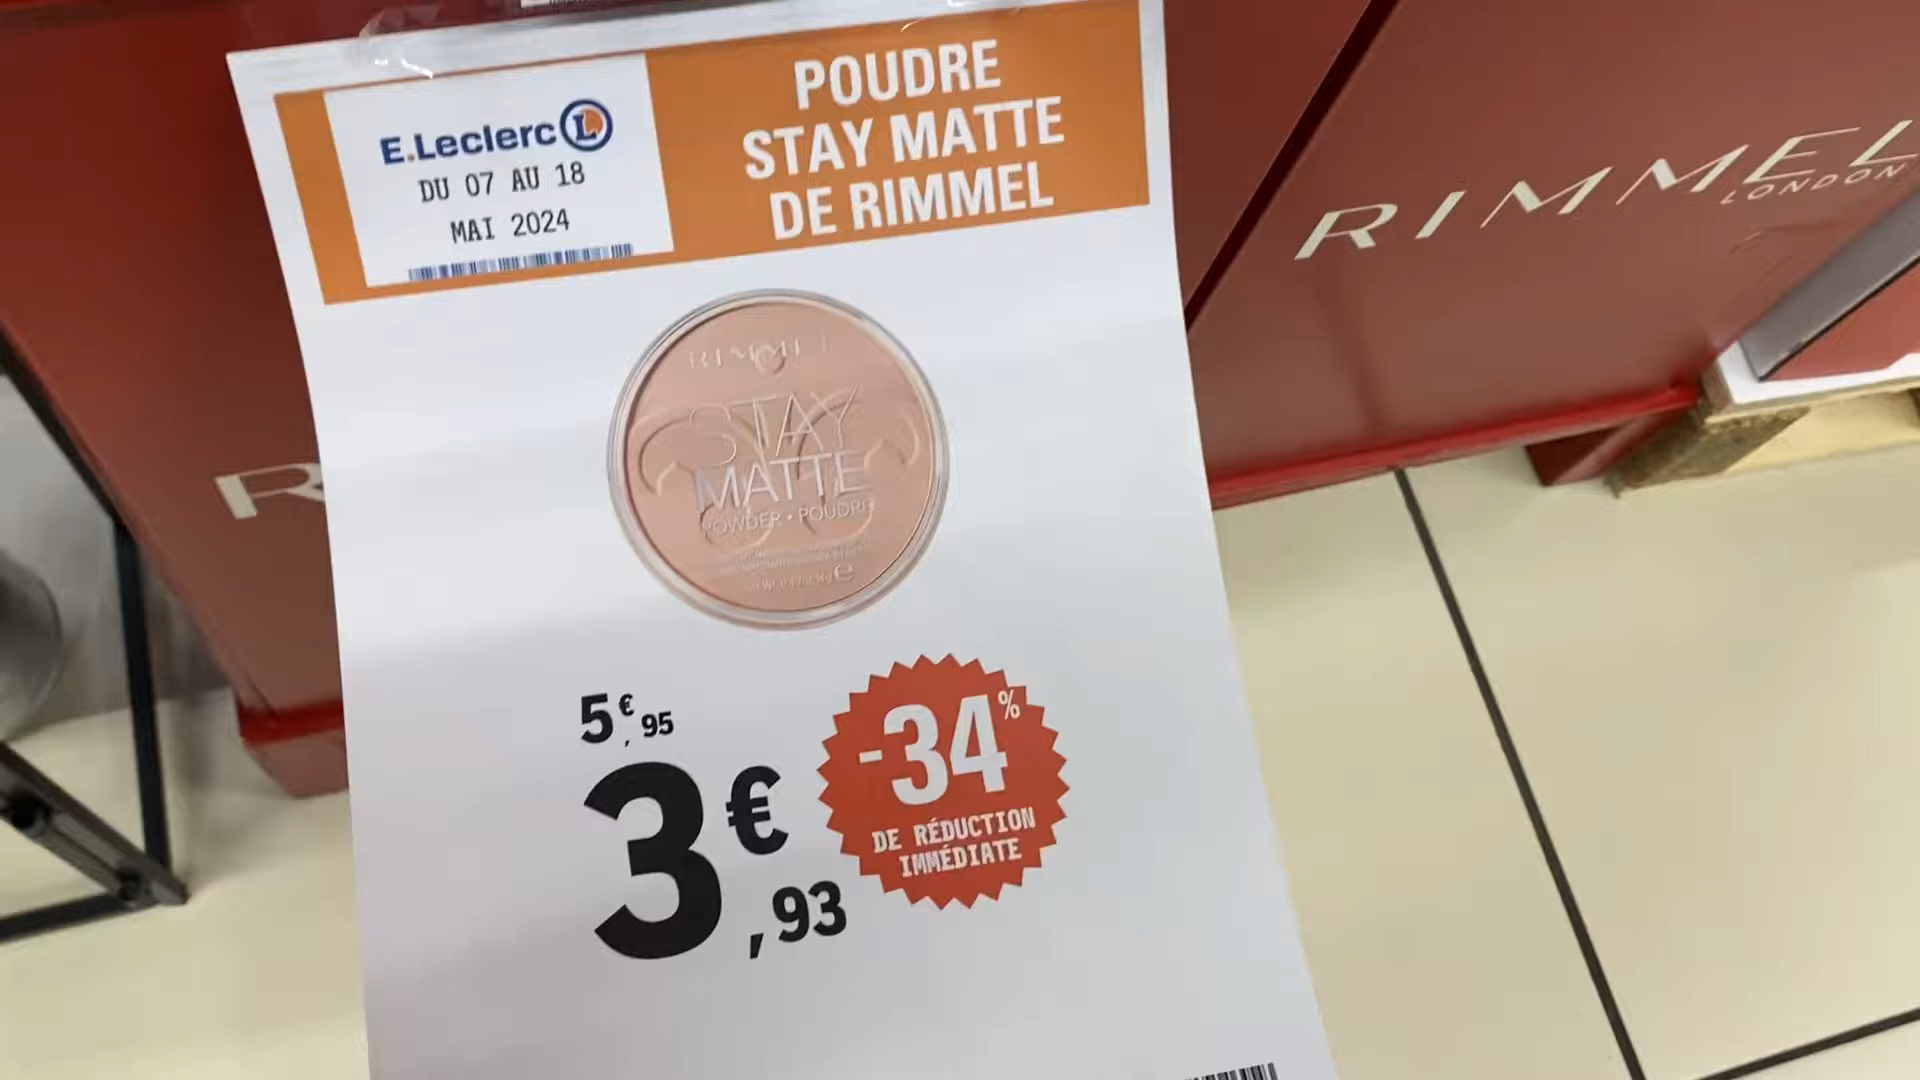 E.Leclerc L
DU 07 AU 18
MAI 2024
POUDRE
STAY MATTE
DE RIMMEL
RIMMEL
LONDON
R
RIMMEL
STAY
MATTE
POWDER • POUDRE
5€,95
3€,93
-34%
DE RÉDUCTION
IMMÉDIATE